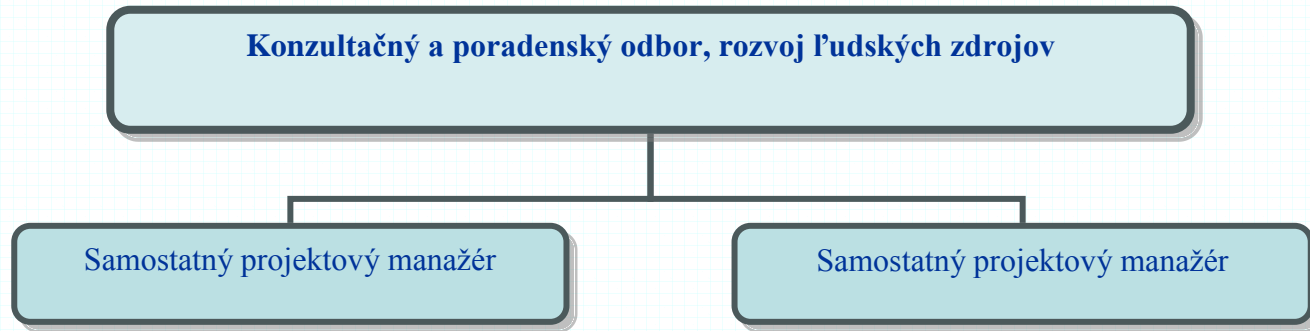 Konzultačný a poradenský odbor, rozvoj ľudských zdrojov
Samostatný projektový manažér
Samostatný projektový manažér